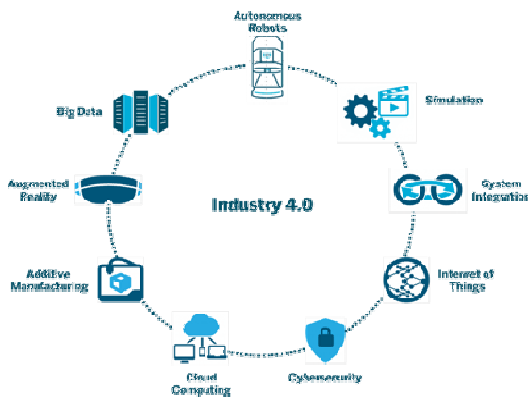 Autonomous
Robots
Simulation
System
Integration
Internet of
Things
Cybersecurity
Cloud
Computing
Additive
Manufacturing
Augmented
Reality
Big Data
Industry 4.0